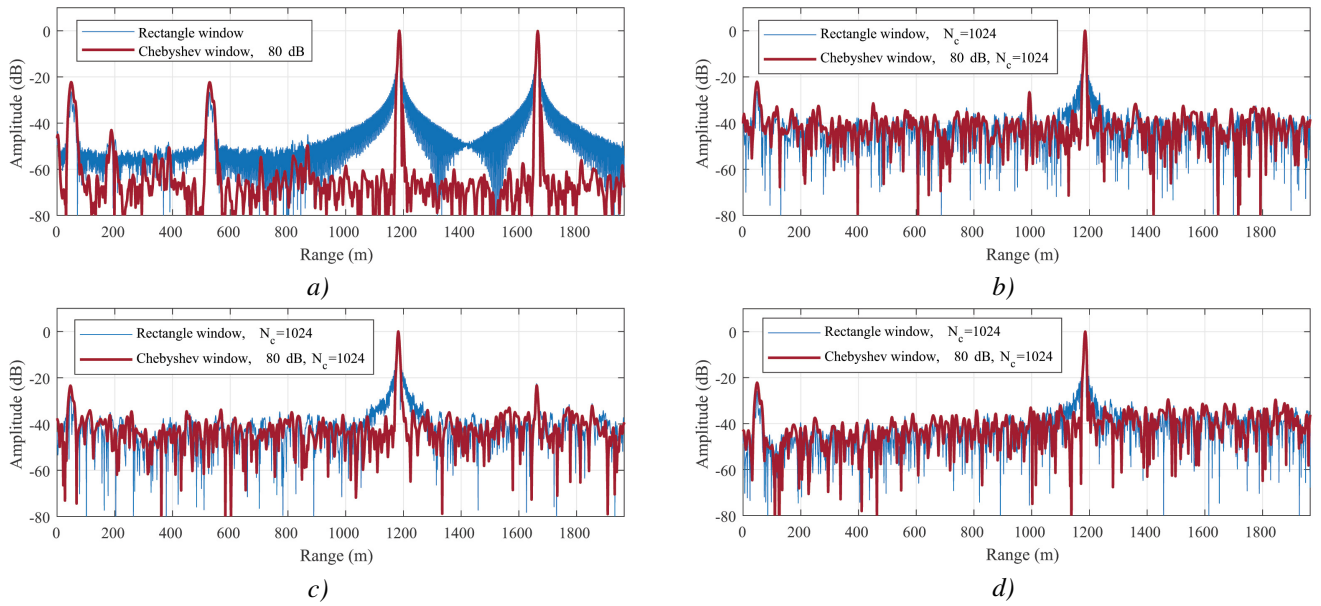 0
-20
-40
-60
-80
Amplitude (dB)
Rectangle window
Chebyshev window, 80 dB
0 200 400 600 800 1000 1200 1400 1600 1800
Range (m)
a)
0
-20
-40
-60
-80
Amplitude (dB)
Rectangle window, N_c=1024
Chebyshev window, 80 dB, N_c=1024
0 200 400 600 800 1000 1200 1400 1600 1800
Range (m)
b)
0
-20
-40
-60
-80
Amplitude (dB)
Rectangle window, N_c=1024
Chebyshev window, 80 dB, N_c=1024
0 200 400 600 800 1000 1200 1400 1600 1800
Range (m)
c)
0
-20
-40
-60
-80
Amplitude (dB)
Rectangle window, N_c=1024
Chebyshev window, 80 dB, N_c=1024
0 200 400 600 800 1000 1200 1400 1600 1800
Range (m)
d)